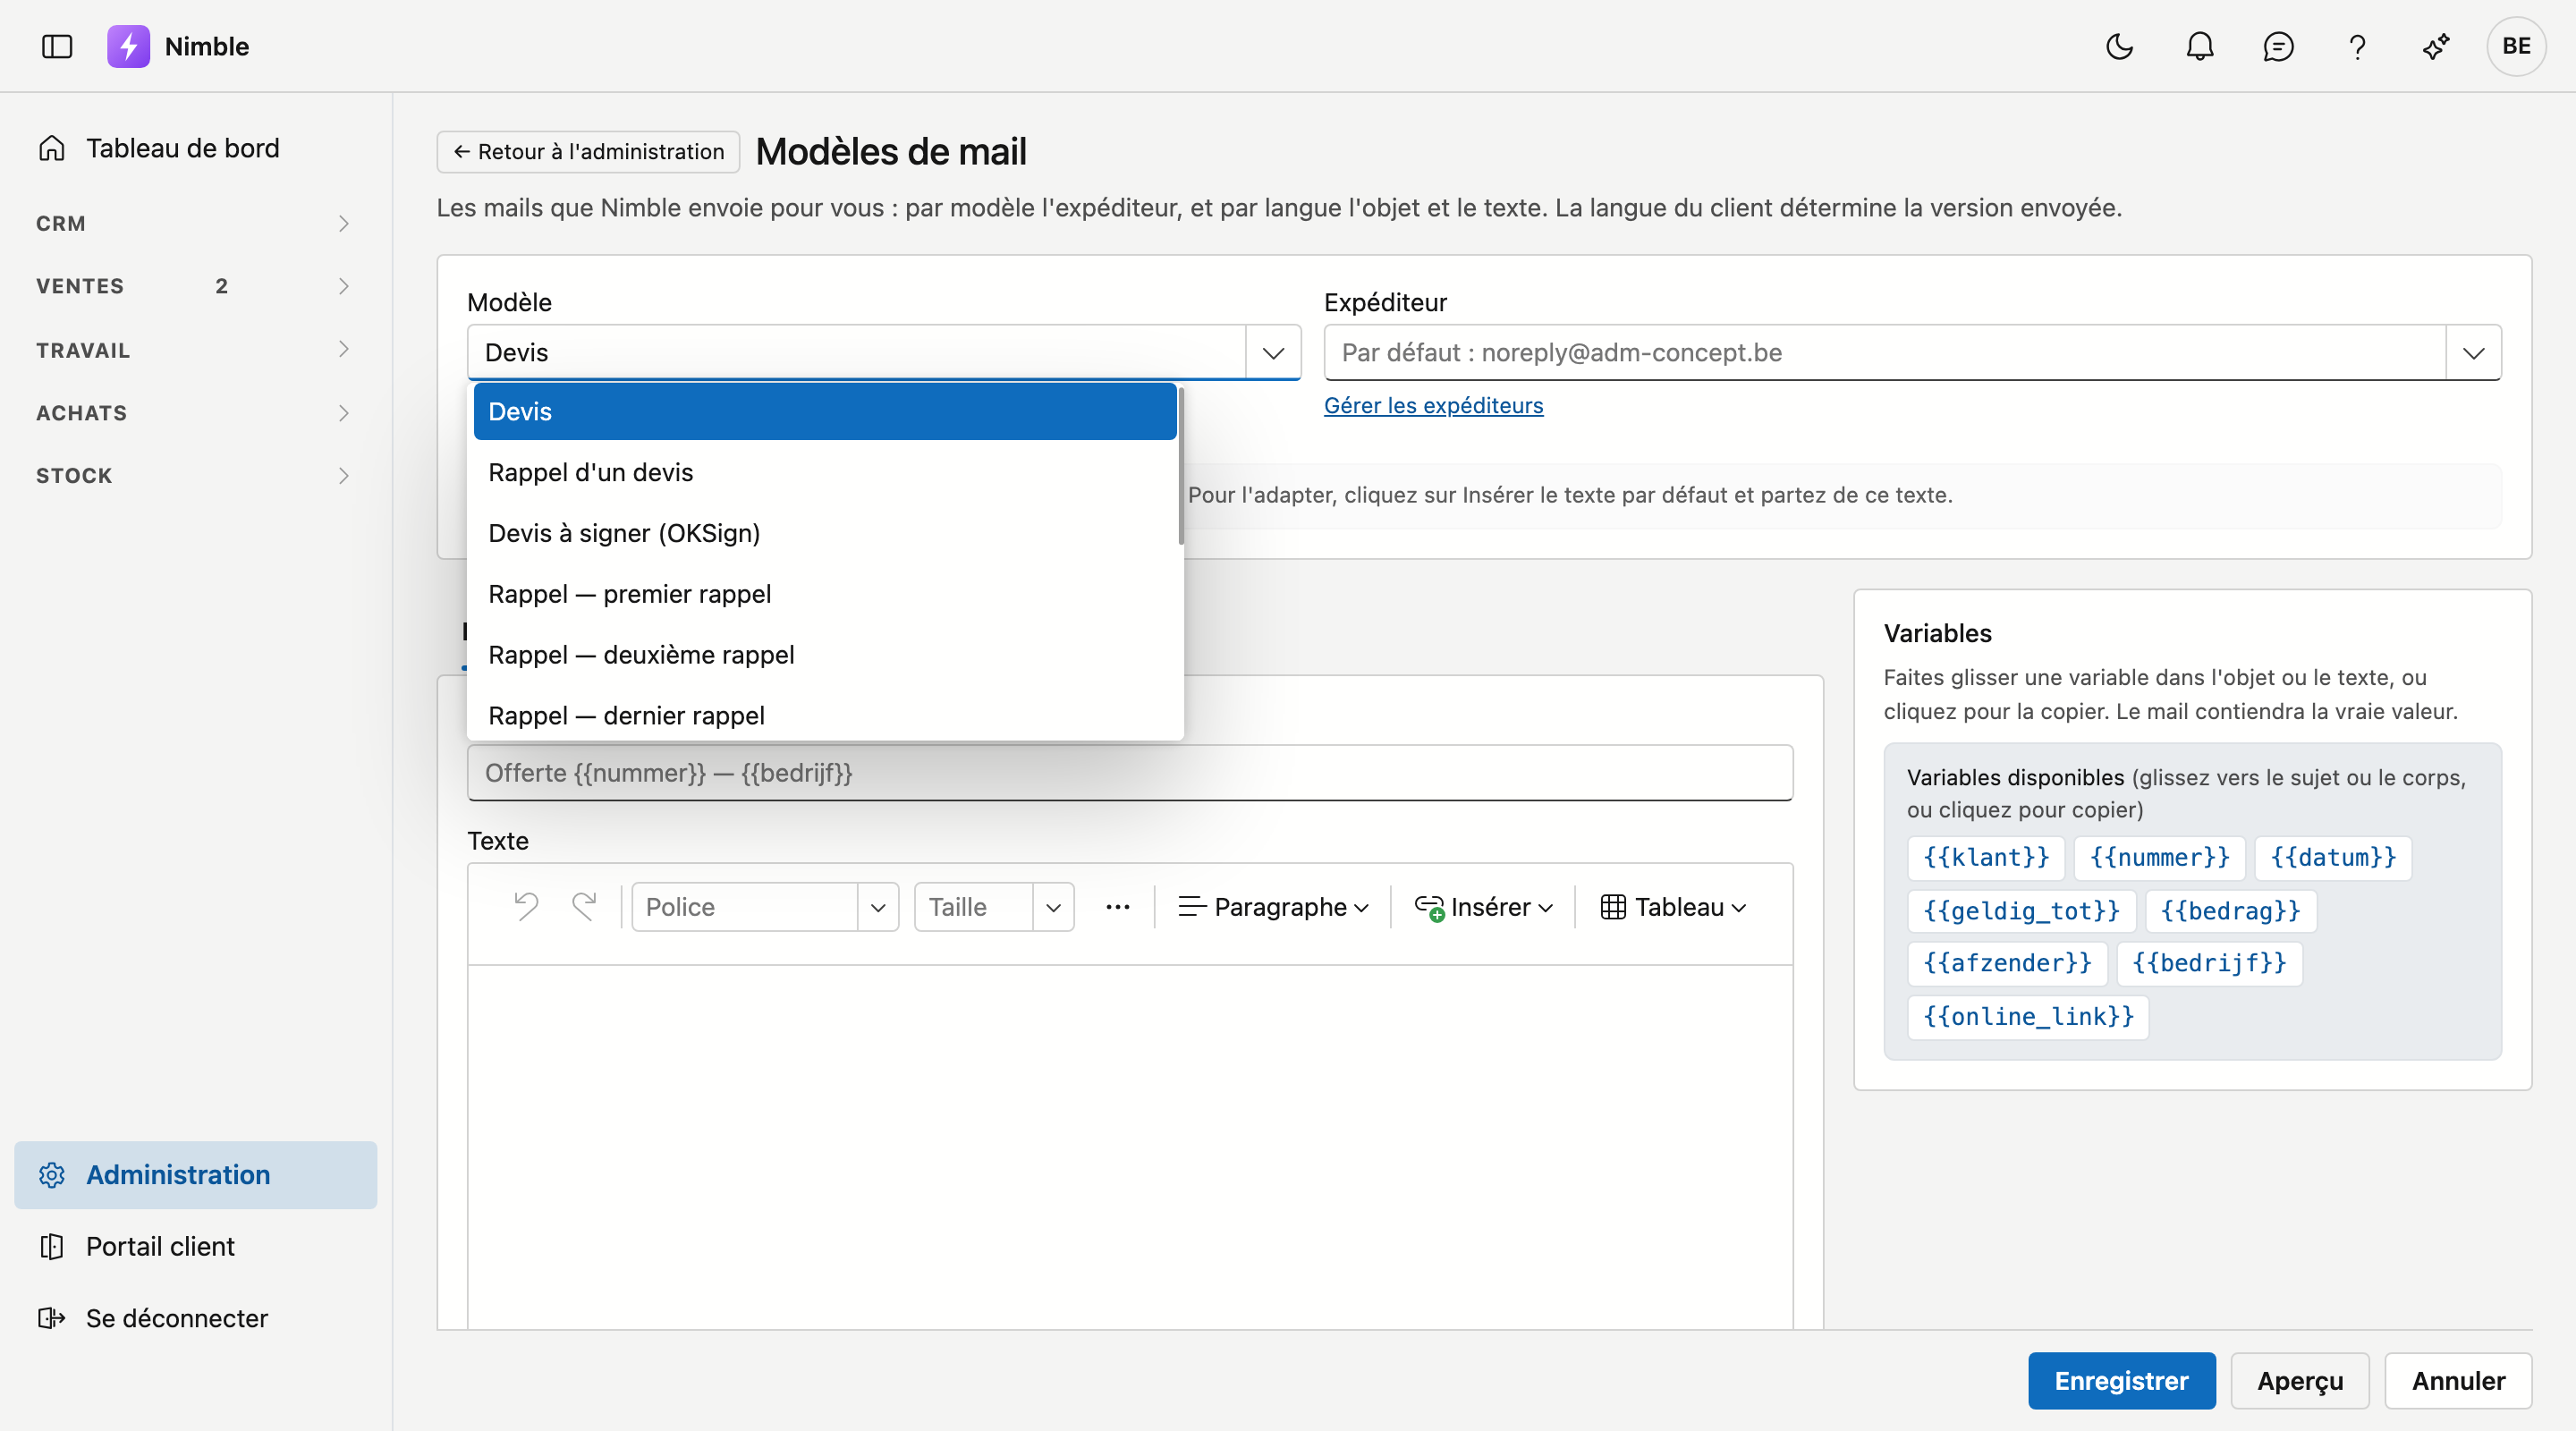 Nimble
BE
Tableau de bord
CRM
VENTES 2
TRAVAIL
ACHATS
STOCK
Administration
Portail client
Se déconnecter
← Retour à l'administration
Modèles de mail
Les mails que Nimble envoie pour vous : par modèle l'expéditeur, et par langue l'objet et le texte. La langue du client détermine la version envoyée.
Modèle
Devis
Devis
Rappel d'un devis
Devis à signer (OKSign)
Rappel — premier rappel
Rappel — deuxième rappel
Rappel — dernier rappel
Expéditeur
Par défaut : noreply@adm-concept.be
Gérer les expéditeurs
Pour l'adapter, cliquez sur Insérer le texte par défaut et partez de ce texte.
Offerte {{nummer}} — {{bedrijf}}
Texte
Police
Taille
Paragraphe
Insérer
Tableau
Variables
Faites glisser une variable dans l'objet ou le texte, ou
cliquez pour la copier. Le mail contiendra la vraie valeur.
Variables disponibles (glissez vers le sujet ou le corps,
ou cliquez pour copier)
{{klant}} {{nummer}} {{datum}}
{{geldig_tot}} {{bedrag}}
{{afzender}} {{bedrijf}}
{{online_link}}
Enregistrer
Aperçu
Annuler